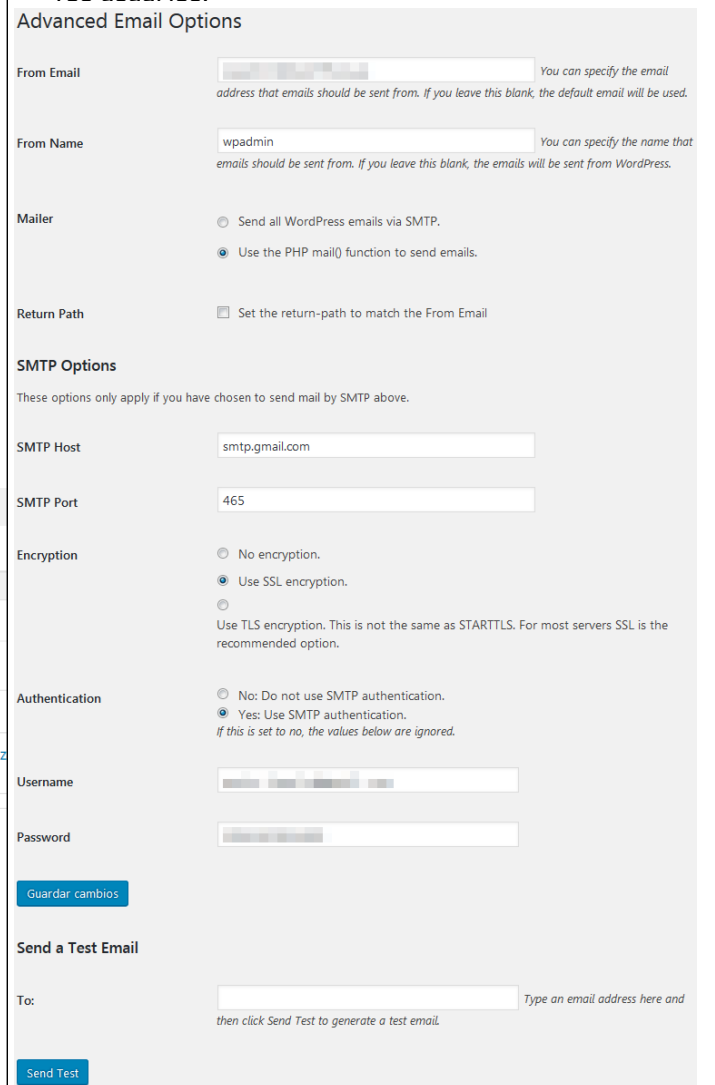 Advanced Email Options
From Email
You can specify the email
address that emails should be sent from. If you leave this blank, the default email will be used.
From Name
wpadmin
You can specify the name that
emails should be sent from. If you leave this blank, the emails will be sent from WordPress.
Mailer
Send all WordPress emails via SMTP.
Use the PHP mail() function to send emails.
Return Path
Set the return-path to match the From Email
SMTP Options
These options only apply if you have chosen to send mail by SMTP above.
SMTP Host
smtp.gmail.com
SMTP Port
465
Encryption
No encryption.
Use SSL encryption.
Use TLS encryption. This is not the same as STARTTLS. For most servers SSL is the
recommended option.
Authentication
No: Do not use SMTP authentication.
Yes: Use SMTP authentication.
If this is set to no, the values below are ignored.
Username
Password
Guardar cambios
Send a Test Email
To:
Type an email address here and
then click Send Test to generate a test email.
Send Test